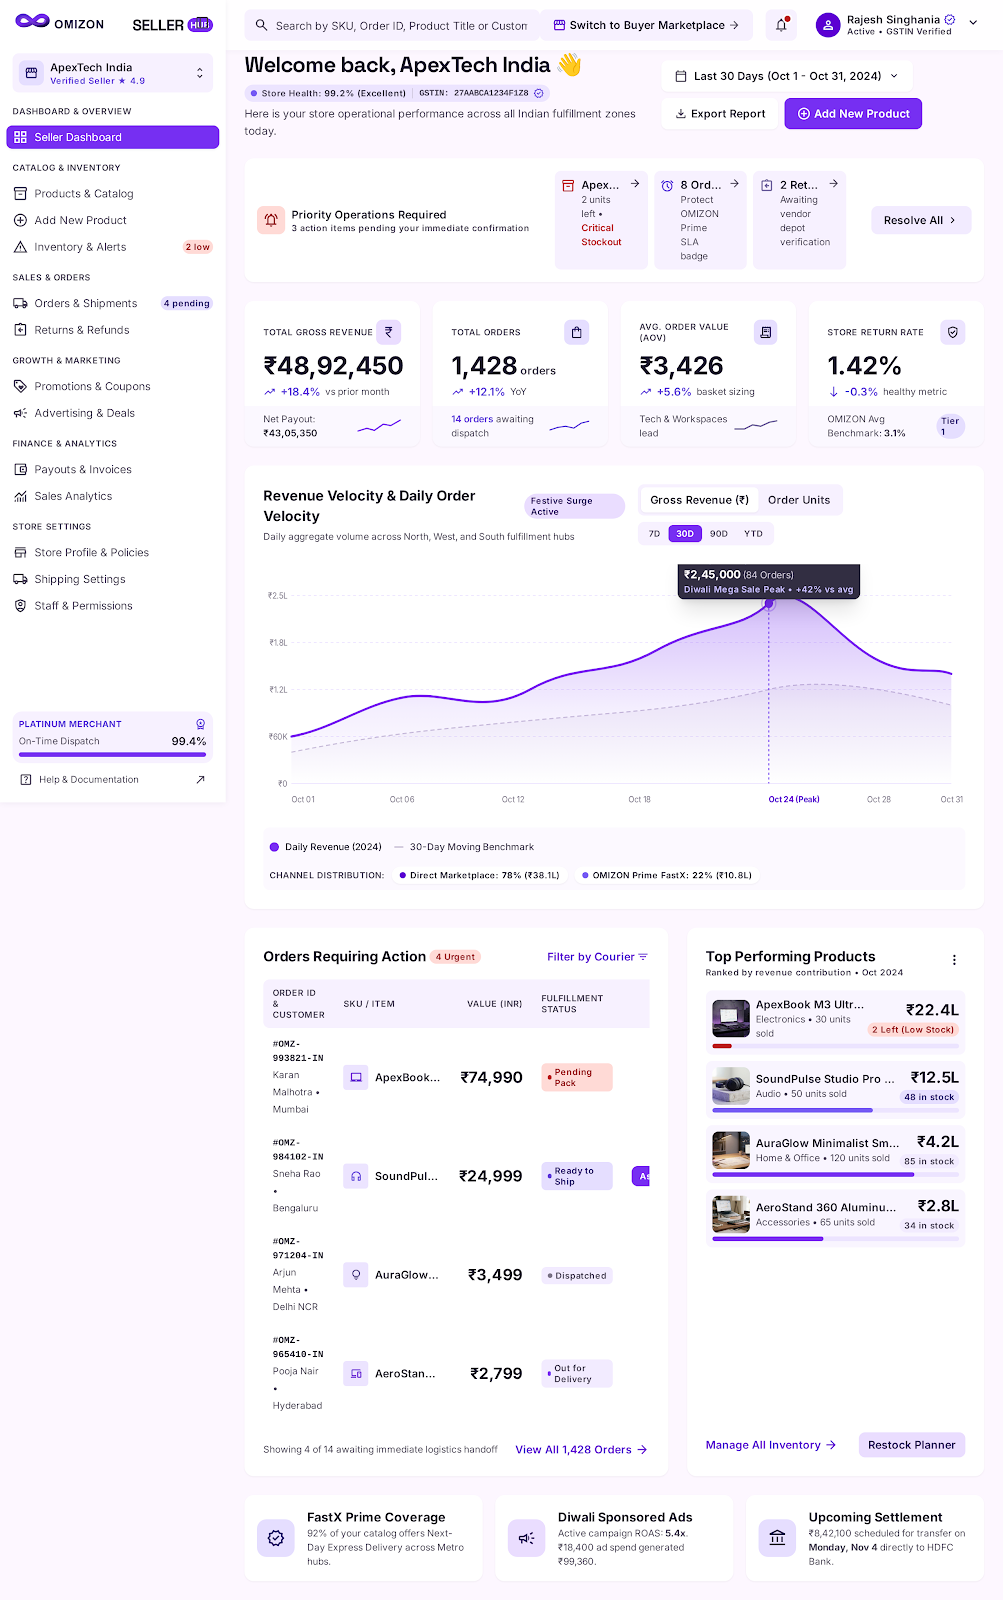 OMIZON
SELLER HUB
ApexTech India
Verified Seller ★ 4.9
DASHBOARD & OVERVIEW
Seller Dashboard
CATALOG & INVENTORY
Products & Catalog
Add New Product
Inventory & Alerts
2 low
SALES & ORDERS
Orders & Shipments
4 pending
Returns & Refunds
GROWTH & MARKETING
Promotions & Coupons
Advertising & Deals
FINANCE & ANALYTICS
Payouts & Invoices
Sales Analytics
STORE SETTINGS
Store Profile & Policies
Shipping Settings
Staff & Permissions
PLATINUM MERCHANT
On-Time Dispatch
99.4%
Help & Documentation
Search by SKU, Order ID, Product Title or Custom
Switch to Buyer Marketplace →
Rajesh Singhania
Active • GSTIN Verified
Welcome back, ApexTech India 👋
Store Health: 99.2% (Excellent)
GSTIN: 27AABCA1234F1Z8
Here is your store operational performance across all Indian fulfillment zones
today.
Last 30 Days (Oct 1 - Oct 31, 2024)
Export Report
Add New Product
Priority Operations Required
3 action items pending your immediate confirmation
Apex...
2 units
left •
Critical
Stockout
8 Ord...
Protect
OMIZON
Prime
SLA
badge
2 Ret...
Awaiting
vendor
depot
verification
Resolve All
TOTAL GROSS REVENUE
₹48,92,450
+18.4% vs prior month
Net Payout:
₹43,05,350
TOTAL ORDERS
1,428 orders
+12.1% YoY
14 orders awaiting
dispatch
AVG. ORDER VALUE
(AOV)
₹3,426
+5.6% basket sizing
Tech & Workspaces
lead
STORE RETURN RATE
1.42%
-0.3% healthy metric
OMIZON Avg
Benchmark: 3.1%
Tier
1
Revenue Velocity & Daily Order
Velocity
Festive Surge
Active
Daily aggregate volume across North, West, and South fulfillment hubs
Gross Revenue (₹)
Order Units
7D
30D
90D
YTD
₹2,45,000 (84 Orders)
Diwali Mega Sale Peak • +42% vs avg
₹2.5L
₹1.8L
₹1.2L
₹60K
₹0
Oct 01
Oct 06
Oct 12
Oct 18
Oct 24 (Peak)
Oct 28
Oct 31
Daily Revenue (2024)
30-Day Moving Benchmark
CHANNEL DISTRIBUTION:
Direct Marketplace: 78% (₹38.1L)
OMIZON Prime FastX: 22% (₹10.8L)
Orders Requiring Action
4 Urgent
Filter by Courier
ORDER ID
&
CUSTOMER
SKU / ITEM
VALUE (INR)
FULFILLMENT
STATUS
#OMZ-
993821-IN
Karan
Malhotra •
Mumbai
ApexBook...
₹74,990
Pending
Pack
#OMZ-
984102-IN
Sneha Rao
•
Bengaluru
SoundPul...
₹24,999
Ready to
Ship
#OMZ-
971204-IN
Arjun
Mehta •
Delhi NCR
AuraGlow...
₹3,499
Dispatched
#OMZ-
965410-IN
Pooja Nair
•
Hyderabad
AeroStan...
₹2,799
Out for
Delivery
Showing 4 of 14 awaiting immediate logistics handoff
View All 1,428 Orders →
Top Performing Products
Ranked by revenue contribution • Oct 2024
ApexBook M3 Ultr...
Electronics • 30 units
sold
₹22.4L
2 Left (Low Stock)
SoundPulse Studio Pro ...
Audio • 50 units sold
₹12.5L
48 in stock
AuraGlow Minimalist Sm...
Home & Office • 120 units sold
₹4.2L
85 in stock
AeroStand 360 Aluminu...
Accessories • 65 units sold
₹2.8L
34 in stock
Manage All Inventory →
Restock Planner
FastX Prime Coverage
92% of your catalog offers Next-
Day Express Delivery across Metro
hubs.
Diwali Sponsored Ads
Active campaign ROAS: 5.4x.
₹18,400 ad spend generated
₹99,360.
Upcoming Settlement
₹8,42,100 scheduled for transfer on
Monday, Nov 4 directly to HDFC
Bank.